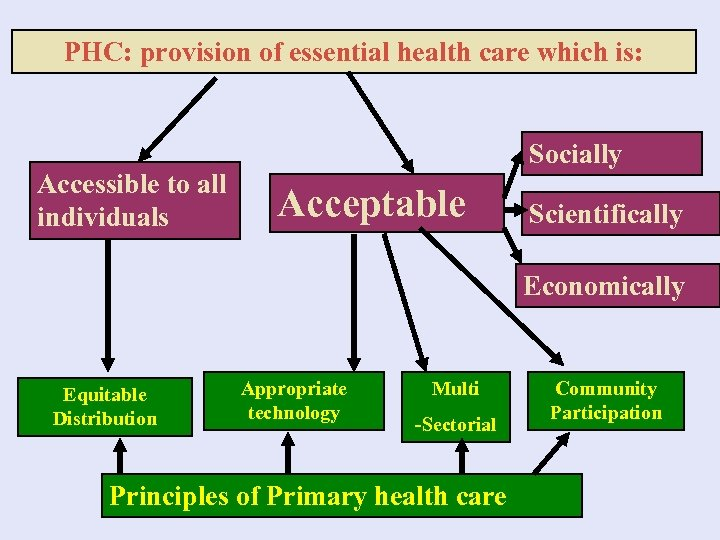 PHC: provision of essential health care which is:
Socially
Accessible to all
individuals
Acceptable
Scientifically
Economically
Equitable
Distribution
Appropriate
technology
Multi
-Sectorial
Community
Participation
Principles of Primary health care